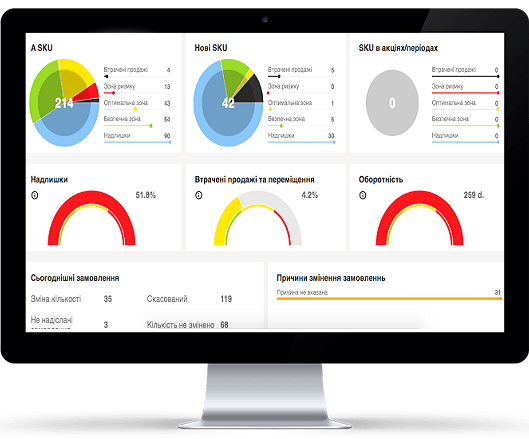 A SKU
214
Втрачені продажі 4
Зона ризику 13
Оптимальна зона 43
Безпечна зона 64
Надлишки 90
Нові SKU
42
Втрачені продажі 5
Зона ризику 0
Оптимальна зона 1
Безпечна зона 6
Надлишки 30
SKU в акціях/періодах
0
Втрачені продажі 0
Зона ризику 0
Оптимальна зона 0
Безпечна зона 0
Надлишки 0
Надлишки
51.8%
Втрачені продажі та переміщення
4.2%
Оборотність
259 d.
Сьогоднішні замовлення
Зміна кількості 35 Скасований 119
Не надіслані
3 Кількість не змінено 68
Причини змінення замовленнь
Причина не вказана 31